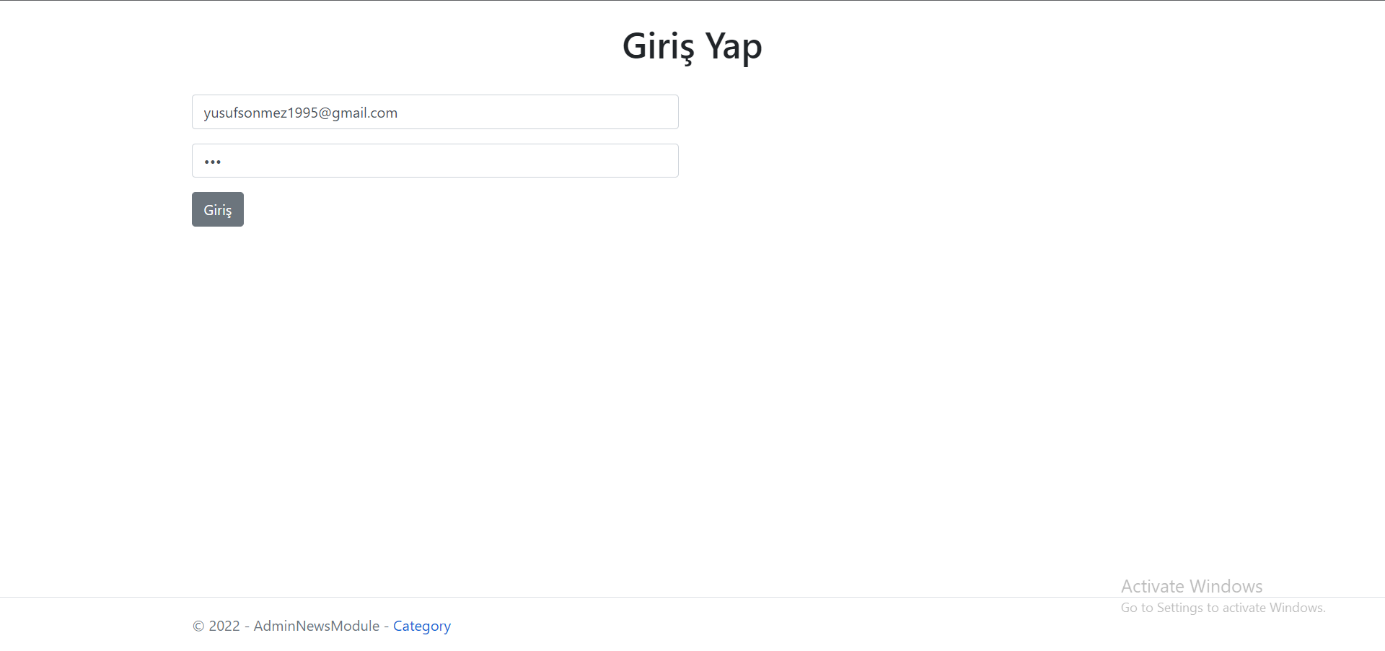 Giriş Yap
yusufsonmez1995@gmail.com
•••
Giriş
Activate Windows
Go to Settings to activate Windows.
© 2022 - AdminNewsModule - Category